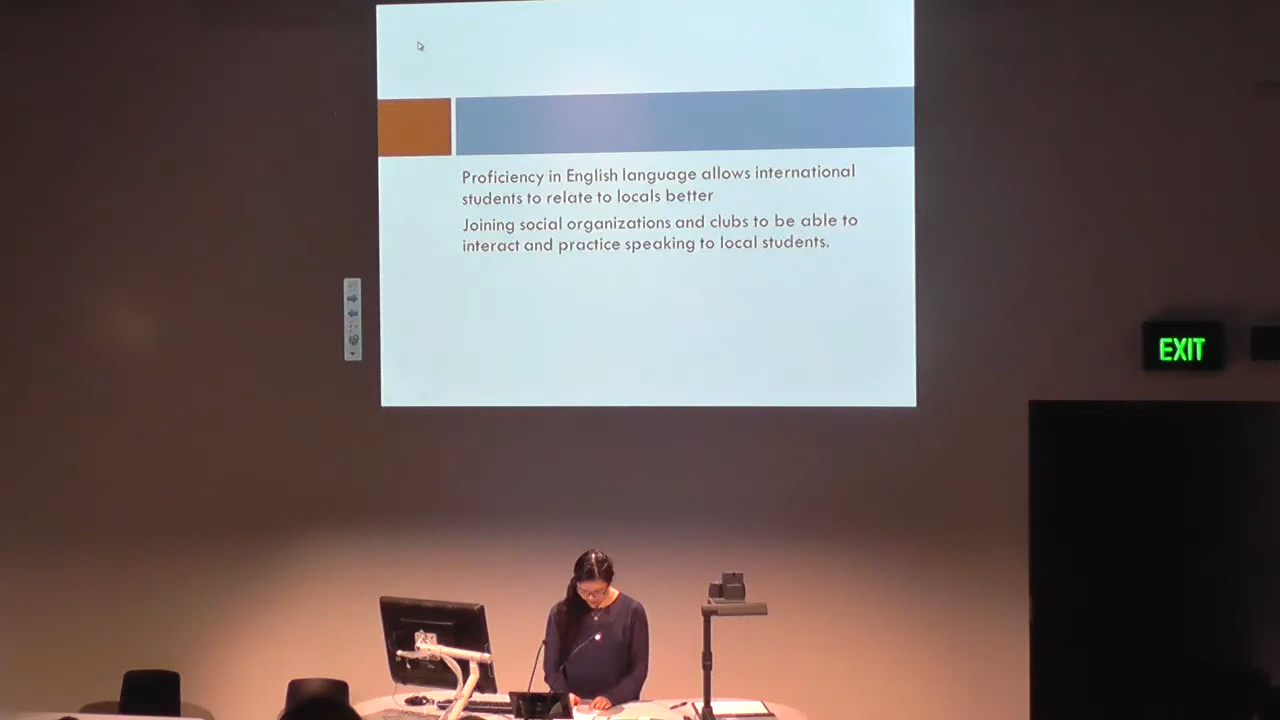 Proficiency in English language allows international
students to relate to locals better
Joining social organizations and clubs to be able to
interact and practice speaking to local students.
EXIT